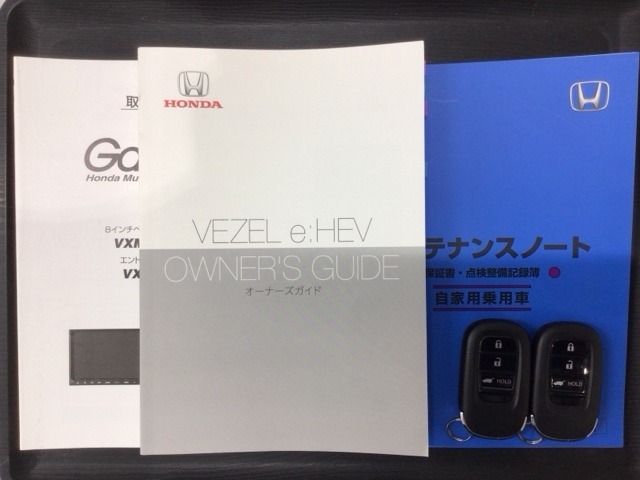 取
Ga
Honda Mu
8インチベ
VXM
エント
VX
HONDA
VEZEL e:HEV
OWNER'S GUIDE
オーナーズガイド
テナンスノート
保証書・点検整備記録簿
自家用乗用車
HOLD
HOLD